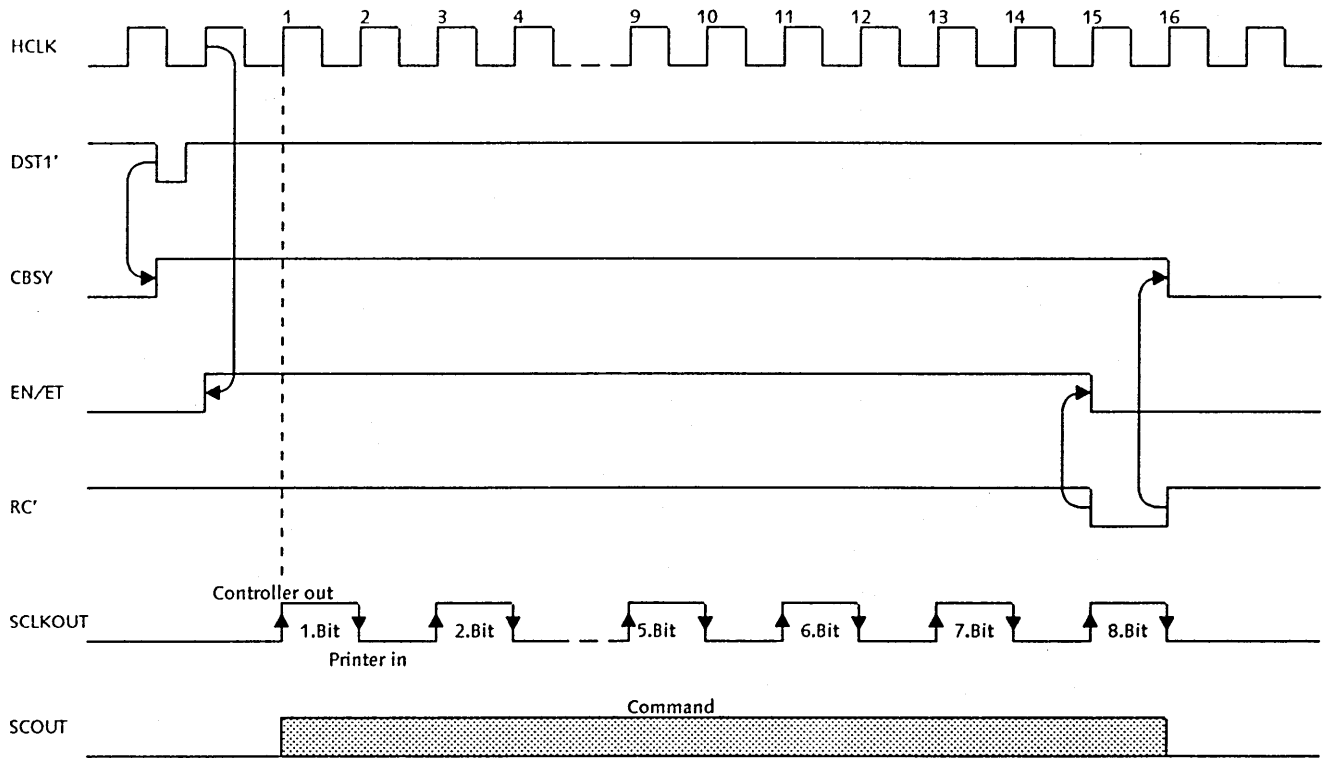 1 2 3 4 9 10 11 12 13 14 15 16
HCLK
DST1'
CBSY
EN/ET
RC'
Controller out
SCLKOUT
1.Bit 2.Bit 5.Bit 6.Bit 7.Bit 8.Bit
Printer in
Command
SCOUT